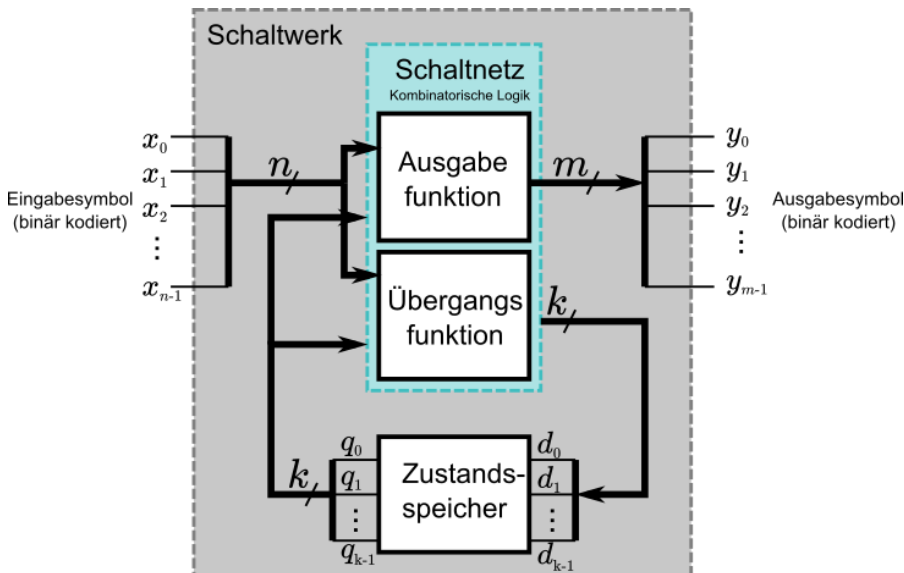 Schaltwerk
Schaltnetz
Kombinatorische Logik
x0
x1
x2
⋮
xn-1
Eingabesymbol
(binär kodiert)
n
Ausgabe
funktion
m
y0
y1
y2
⋮
ym-1
Ausgabesymbol
(binär kodiert)
Übergangs
funktion
k
k
q0
q1
⋮
qk-1
Zustands-
speicher
d0
d1
⋮
dk-1